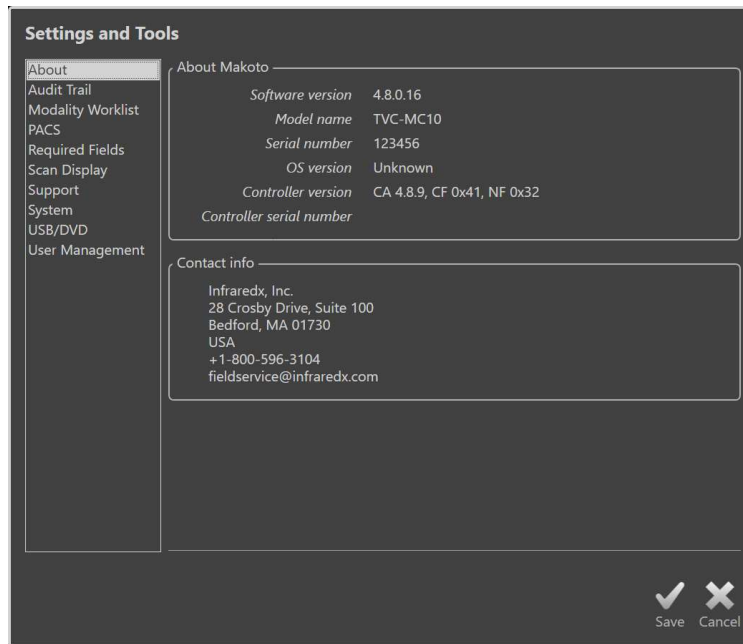 Settings and Tools
About
Audit Trail
Modality Worklist
PACS
Required Fields
Scan Display
Support
System
USB/DVD
User Management
About Makoto
Software version 4.8.0.16
Model name TVC-MC10
Serial number 123456
OS version Unknown
Controller version CA 4.8.9, CF 0x41, NF 0x32
Controller serial number
Contact info
Infraredx, Inc.
28 Crosby Drive, Suite 100
Bedford, MA 01730
USA
+1-800-596-3104
fieldservice@infraredx.com
Save Cancel